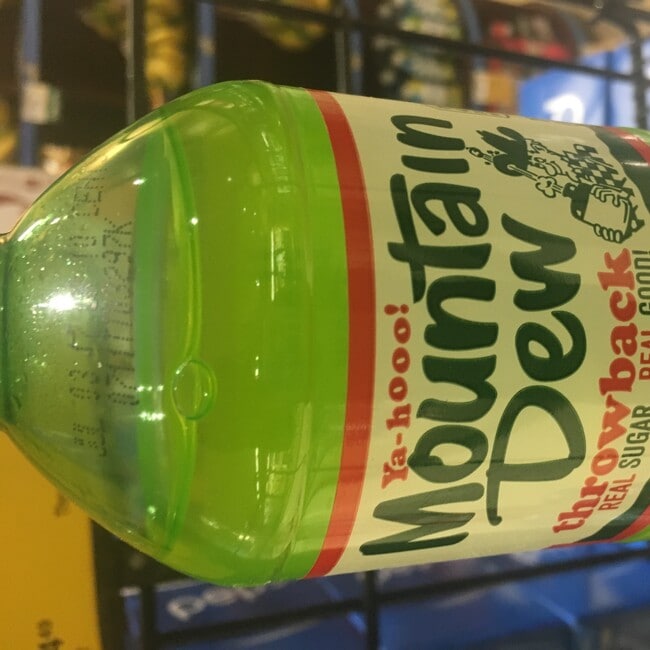 Ya-hooo!
Mountain
Dew
throwback
REAL SUGAR REAL GOOD!